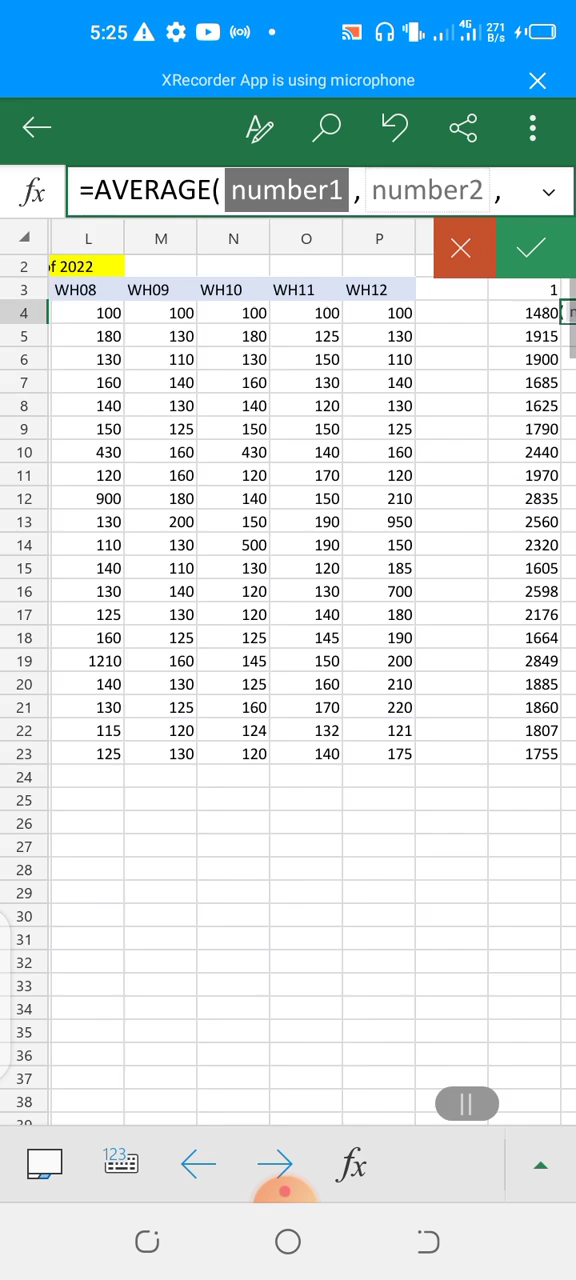 5:25 4G 271 B/s
XRecorder App is using microphone
fx =AVERAGE( number1 , number2 ,
L M N O P
2 of 2022
3 WH08 WH09 WH10 WH11 WH12 1
4 100 100 100 100 100 1480
5 180 130 180 125 130 1915
6 130 110 130 150 110 1900
7 160 140 160 130 140 1685
8 140 130 140 120 130 1625
9 150 125 150 150 125 1790
10 430 160 430 140 160 2440
11 120 160 120 170 120 1970
12 900 180 140 150 210 2835
13 130 200 150 190 950 2560
14 110 130 500 190 150 2320
15 140 110 130 120 185 1605
16 130 140 120 130 700 2598
17 125 130 120 140 180 2176
18 160 125 125 145 190 1664
19 1210 160 145 150 200 2849
20 140 130 125 160 210 1885
21 130 125 160 170 220 1860
22 115 120 124 132 121 1807
23 125 130 120 140 175 1755
24
25
26
27
28
29
30
31
32
33
34
35
36
37
38
123 fx